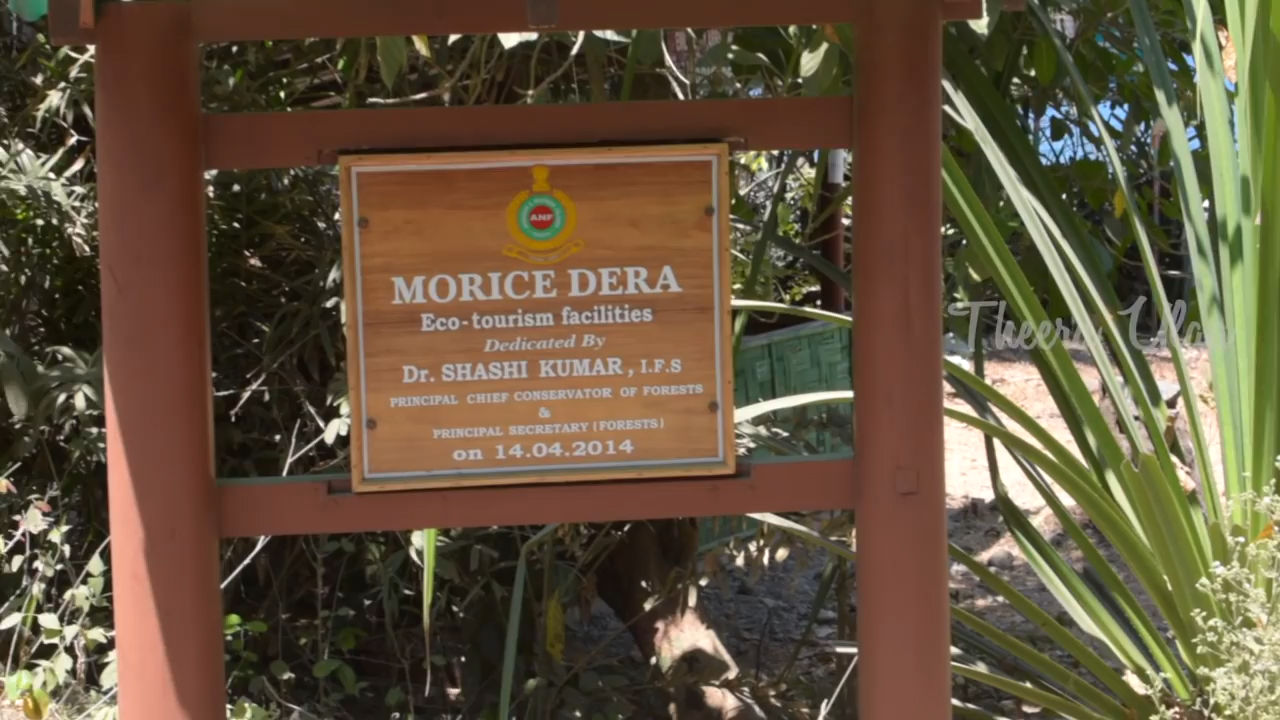 ANF
MORICE DERA
Eco-tourism facilities
Dedicated By
Dr. SHASHI KUMAR, I.F.S
PRINCIPAL CHIEF CONSERVATOR OF FORESTS
&
PRINCIPAL SECRETARY (FORESTS)
on 14.04.2014